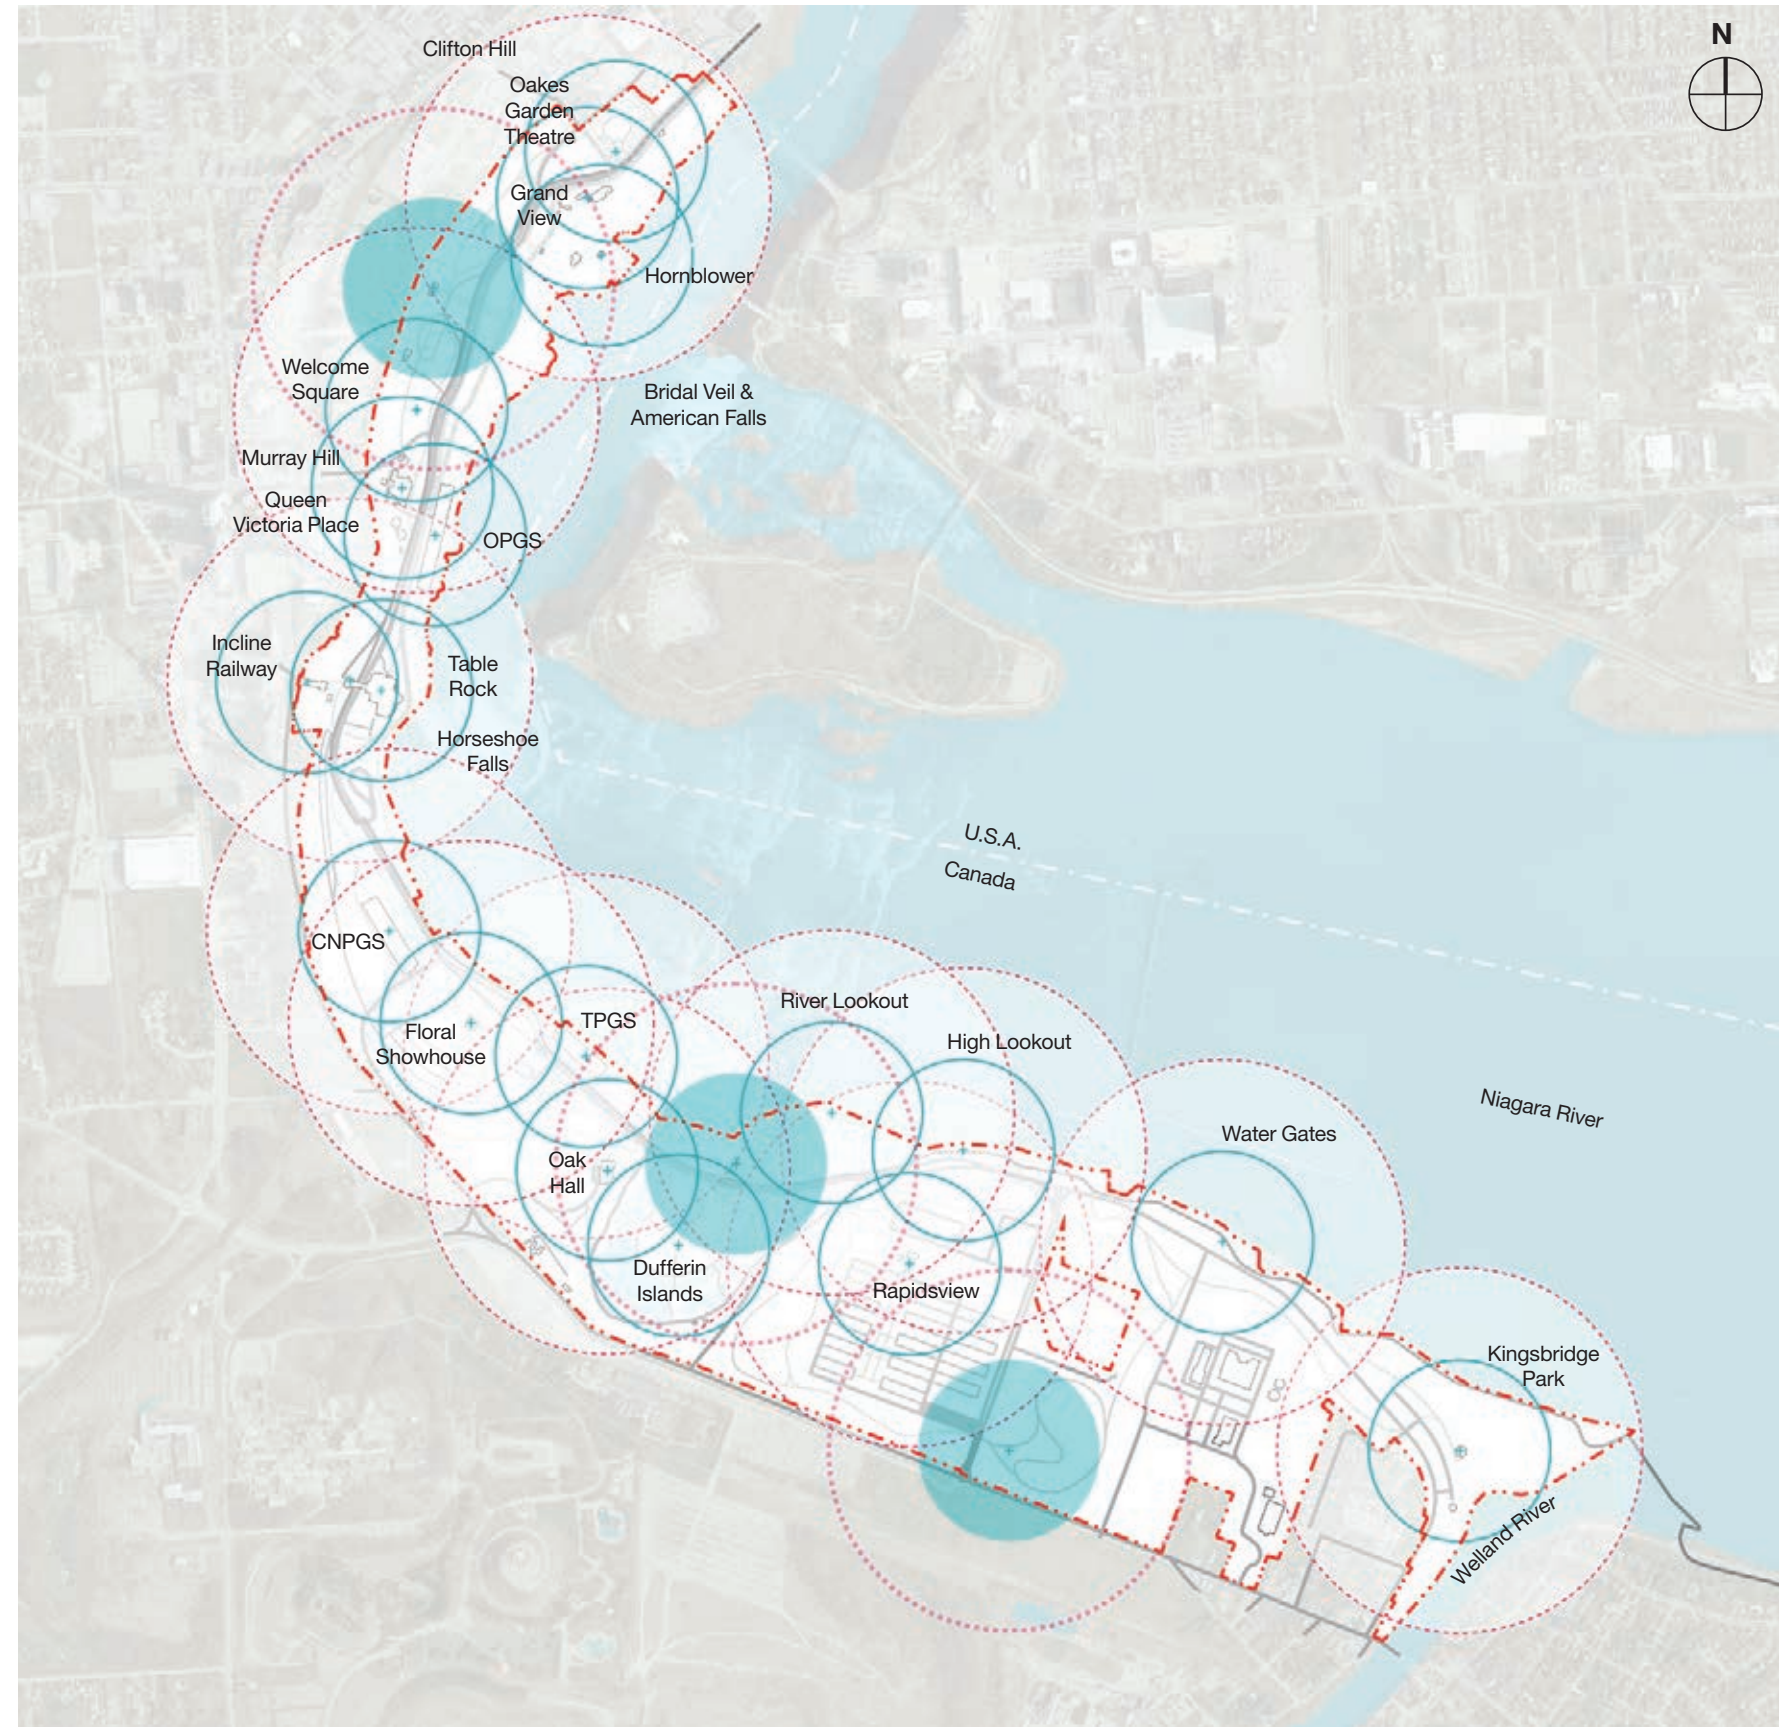 N
Clifton Hill
Oakes
Garden
Theatre
Grand
View
Hornblower
Welcome
Square
Bridal Veil &
American Falls
Murray Hill
Queen
Victoria Place
OPGS
Incline
Railway
Table
Rock
Horseshoe
Falls
U.S.A.
Canada
CNPGS
Floral
Showhouse
TPGS
River Lookout
High Lookout
Niagara River
Water Gates
Oak
Hall
Dufferin
Islands
Rapidsview
Kingsbridge
Park
Welland River